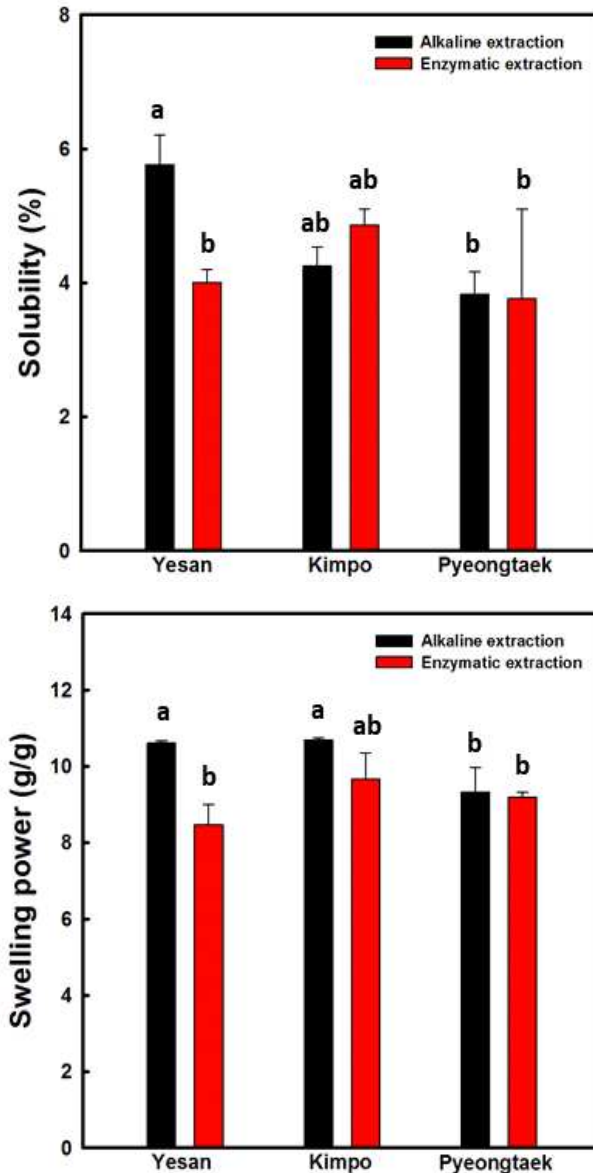 8
Alkaline extraction
Enzymatic extraction
a
6
ab
b
ab
b
b
4
Solubility (%)
2
0
Yesan Kimpo Pyeongtaek
14
Alkaline extraction
Enzymatic extraction
12
a
a
ab
b
b
b
10
8
Swelling power (g/g)
6
4
2
0
Yesan Kimpo Pyeongtaek